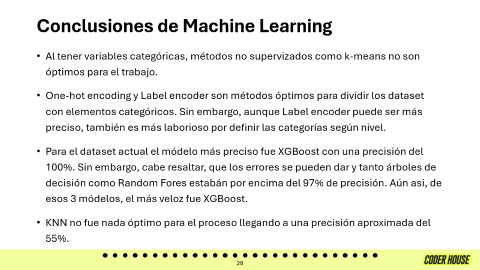 Conclusiones de Machine Learning
• Al tener variables categóricas, métodos no supervizados como k-means no son
óptimos para el trabajo.
• One-hot encoding y Label encoder son métodos óptimos para dividir los dataset
con elementos categóricos. Sin embargo, aunque Label encoder puede ser más
preciso, también es más laborioso por definir las categorías según nivel.
• Para el dataset actual el módelo más preciso fue XGBoost con una precisión del
100%. Sin embargo, cabe resaltar, que los errores se pueden dar y tanto árboles de
decisión como Random Fores estabán por encima del 97% de precisión. Aún asi, de
esos 3 módelos, el más veloz fue XGBoost.
• KNN no fue nada óptimo para el proceso llegando a una precisión aproximada del
55%.
28
CODER HOUSE